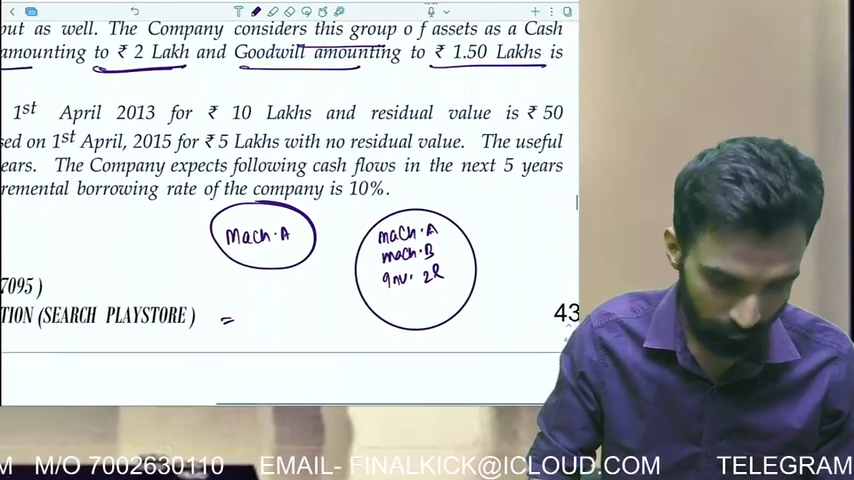 out as well. The Company considers this group o f assets as a Cash
amounting to ₹ 2 Lakh and Goodwill amounting to ₹ 1.50 Lakhs is
1st April 2013 for ₹ 10 Lakhs and residual value is ₹ 50
sed on 1st April, 2015 for ₹ 5 Lakhs with no residual value. The useful
ears. The Company expects following cash flows in the next 5 years
remental borrowing rate of the company is 10%.
Mach. A
Mach. A
Mach. B
Inv. 2l
7095 )
TION (SEARCH PLAYSTORE ) =
43
M M/O 7002630110 EMAIL- FINALKICK@ICLOUD.COM TELEGRAM